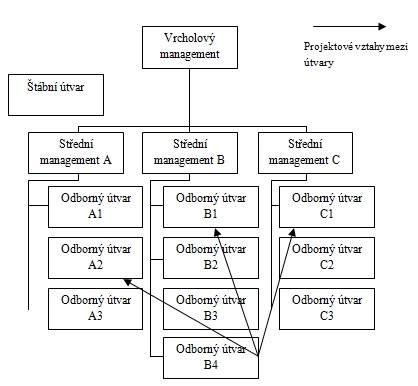 Vrcholový
management
Projektové vztahy mezi
útvary
Štábní útvar
Střední
management A
Střední
management B
Střední
management C
Odborný útvar
A1
Odborný útvar
B1
Odborný útvar
C1
Odborný útvar
A2
Odborný útvar
B2
Odborný útvar
C2
Odborný útvar
A3
Odborný útvar
B3
Odborný útvar
C3
Odborný útvar
B4